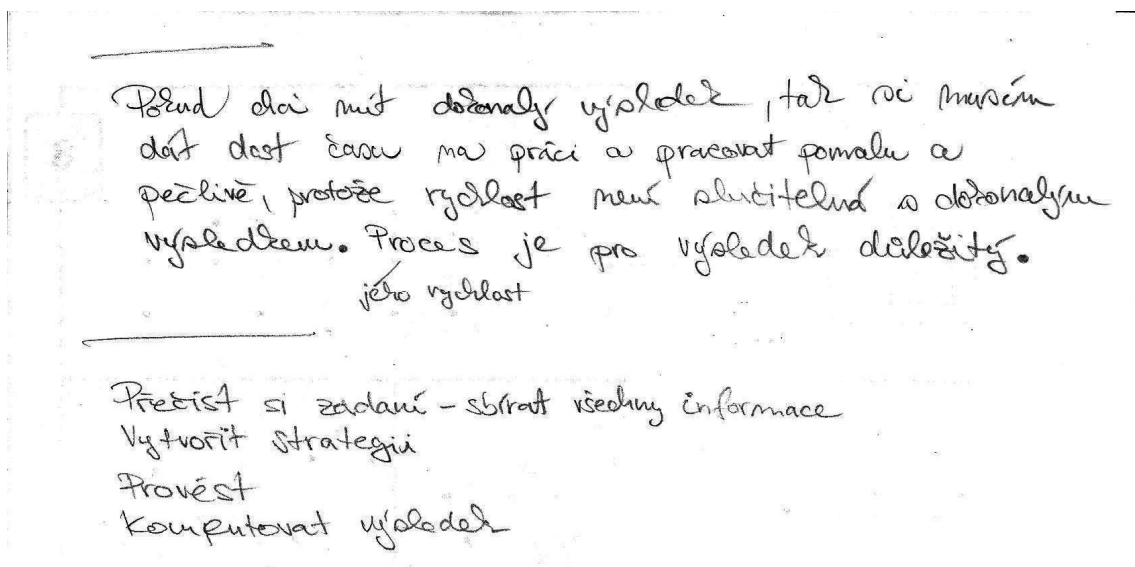 Pokud chci mít dokonalý výsledek, tak si musím
dát dost času na práci a pracovat pomalu a
pečlivě, protože rychlost není slučitelná s dokonalým
výsledkem. Proces je pro výsledek důležitý.
jeho rychlost
Přečíst si zadání - sbírat všechny informace
Vytvořit strategii
Provést
Komputovat výsledek